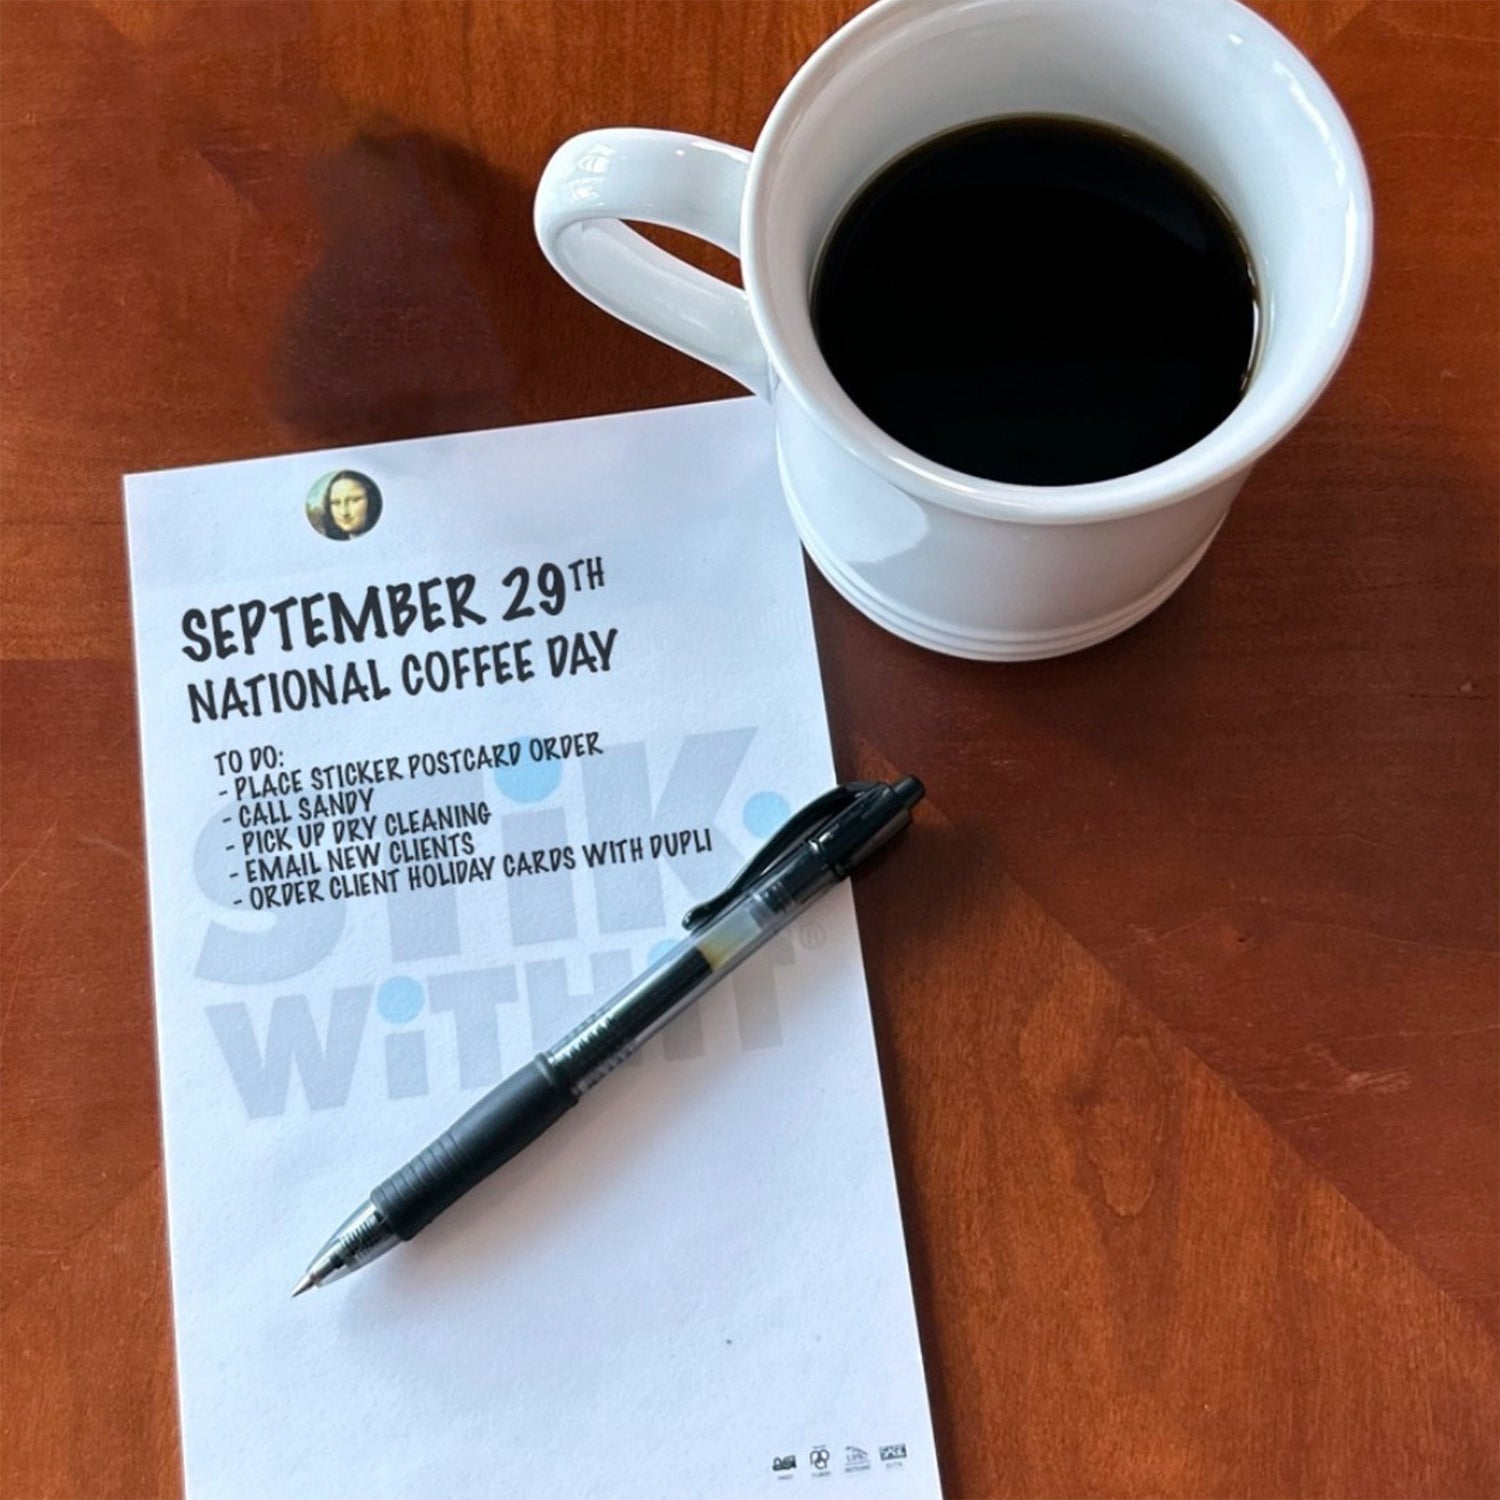 SEPTEMBER 29TH
NATIONAL COFFEE DAY
TO DO:
- PLACE STICKER POSTCARD ORDER
- CALL SANDY
- PICK UP DRY CLEANING
- EMAIL NEW CLIENTS
- ORDER CLIENT HOLIDAY CARDS WITH DUPLI
STiK
WiTH iT®